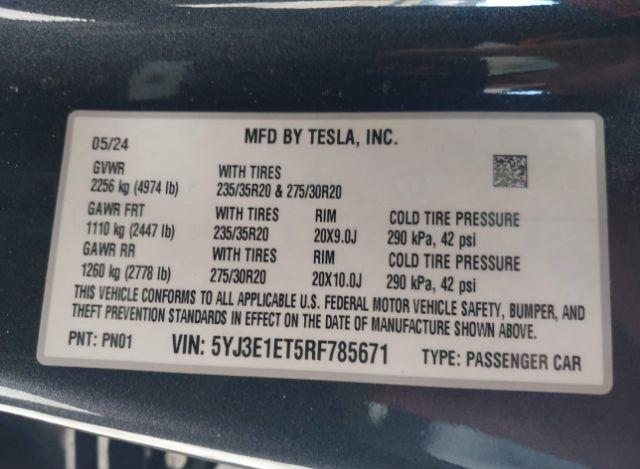 MFD BY TESLA, INC.
05/24
GVWR WITH TIRES
2256 kg (4974 lb) 235/35R20 & 275/30R20
GAWR FRT WITH TIRES RIM COLD TIRE PRESSURE
1110 kg (2447 lb) 235/35R20 20X9.0J 290 kPa, 42 psi
GAWR RR WITH TIRES RIM COLD TIRE PRESSURE
1260 kg (2778 lb) 275/30R20 20X10.0J 290 kPa, 42 psi
THIS VEHICLE CONFORMS TO ALL APPLICABLE U.S. FEDERAL MOTOR VEHICLE SAFETY, BUMPER, AND
THEFT PREVENTION STANDARDS IN EFFECT ON THE DATE OF MANUFACTURE SHOWN ABOVE.
PNT: PN01 VIN: 5YJ3E1ET5RF785671 TYPE: PASSENGER CAR